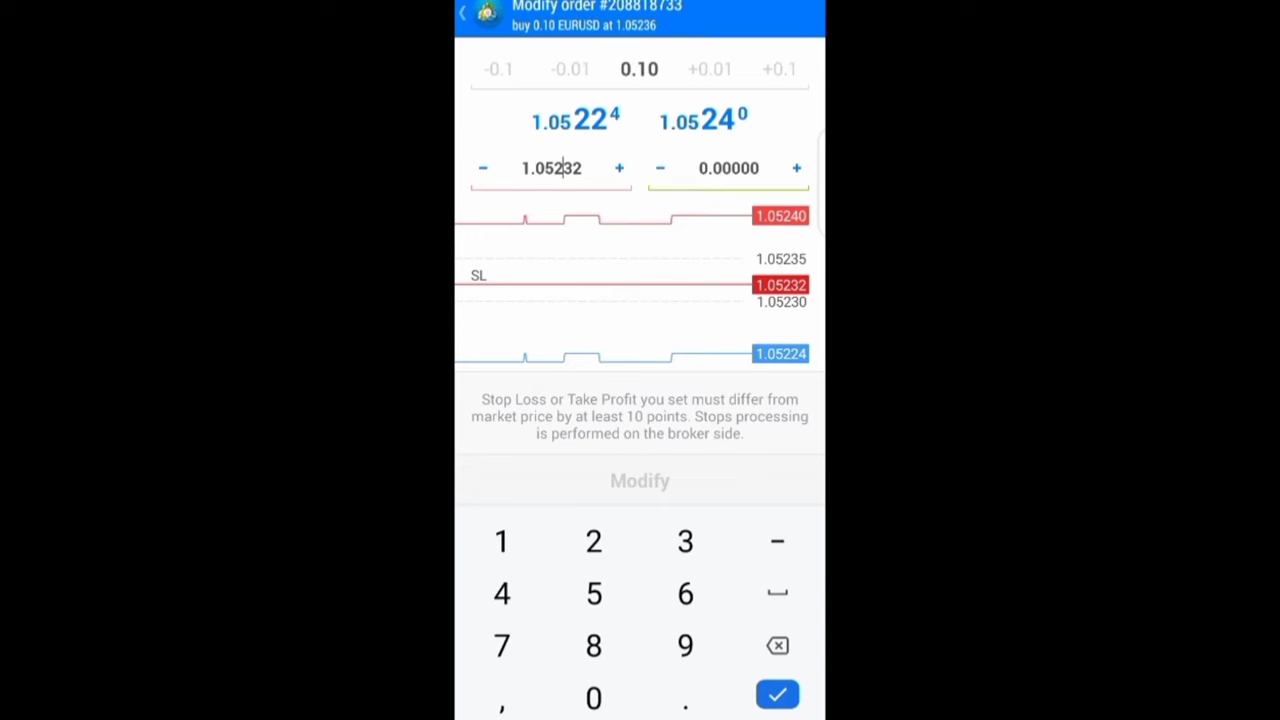 Modify order #208818733
buy 0.10 EURUSD at 1.05236
-0.1 -0.01 0.10 +0.01 +0.1
1.05224 1.05240
− 1.05232 + − 0.00000 +
1.05240
1.05235
SL
1.05232
1.05230
1.05224
Stop Loss or Take Profit you set must differ from
market price by at least 10 points. Stops processing
is performed on the broker side.
Modify
1 2 3 −
4 5 6
7 8 9
, 0 .